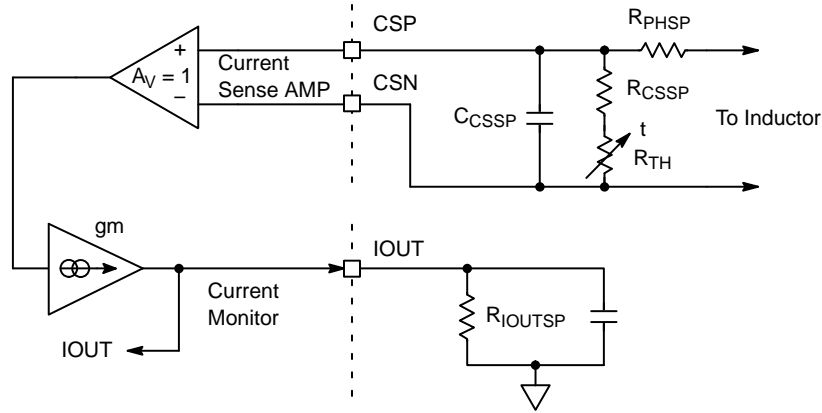 CSP
R_PHSP
+
A_V = 1
−
Current
Sense AMP
CSN
C_CSSP
R_CSSP
t
R_TH
To Inductor
gm
IOUT
Current
Monitor
IOUT
R_IOUTSP